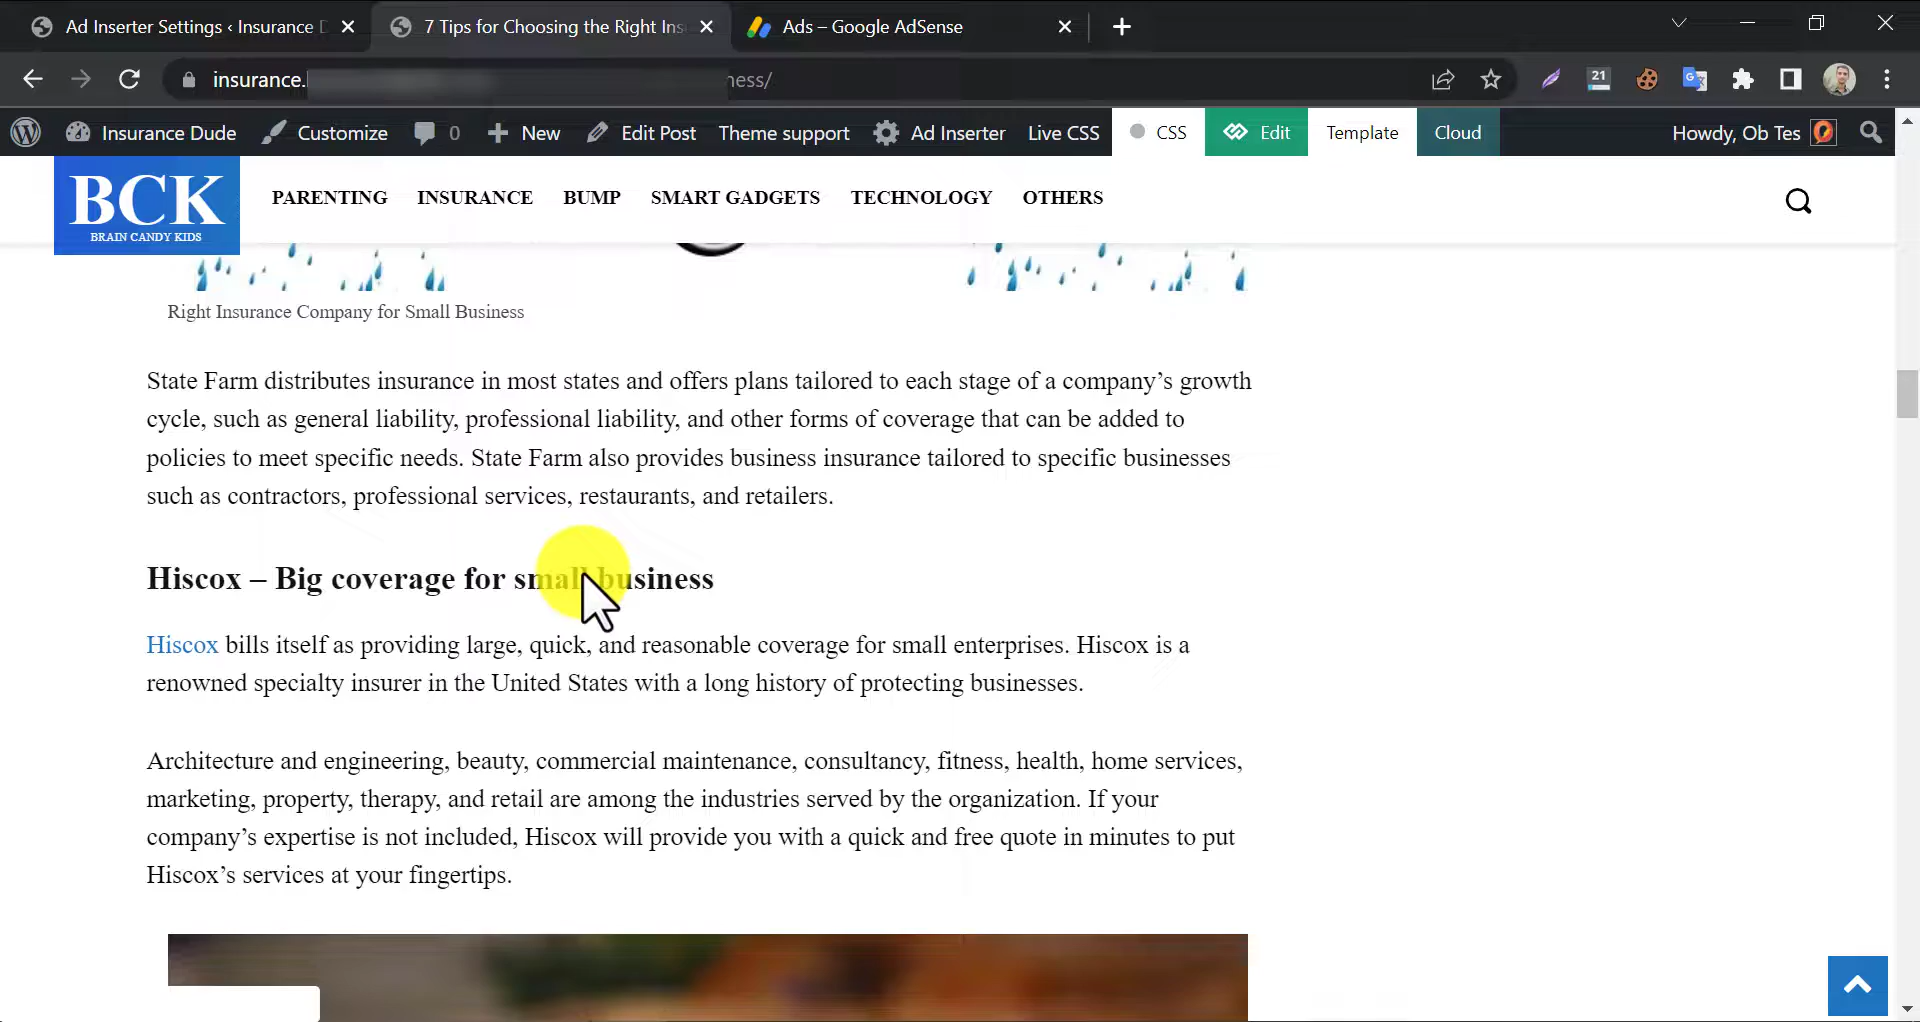 Ad Inserter Settings ‹ Insurance D
7 Tips for Choosing the Right Ins
Ads – Google AdSense
insurance.
ness/
21
Insurance Dude
Customize
0
New
Edit Post
Theme support
Ad Inserter
Live CSS
CSS
Edit
Template
Cloud
Howdy, Ob Tes
BCK
BRAIN CANDY KIDS
PARENTING
INSURANCE
BUMP
SMART GADGETS
TECHNOLOGY
OTHERS
Right Insurance Company for Small Business
State Farm distributes insurance in most states and offers plans tailored to each stage of a company’s growth
cycle, such as general liability, professional liability, and other forms of coverage that can be added to
policies to meet specific needs. State Farm also provides business insurance tailored to specific businesses
such as contractors, professional services, restaurants, and retailers.
Hiscox – Big coverage for small business
Hiscox bills itself as providing large, quick, and reasonable coverage for small enterprises. Hiscox is a
renowned specialty insurer in the United States with a long history of protecting businesses.
Architecture and engineering, beauty, commercial maintenance, consultancy, fitness, health, home services,
marketing, property, therapy, and retail are among the industries served by the organization. If your
company’s expertise is not included, Hiscox will provide you with a quick and free quote in minutes to put
Hiscox’s services at your fingertips.